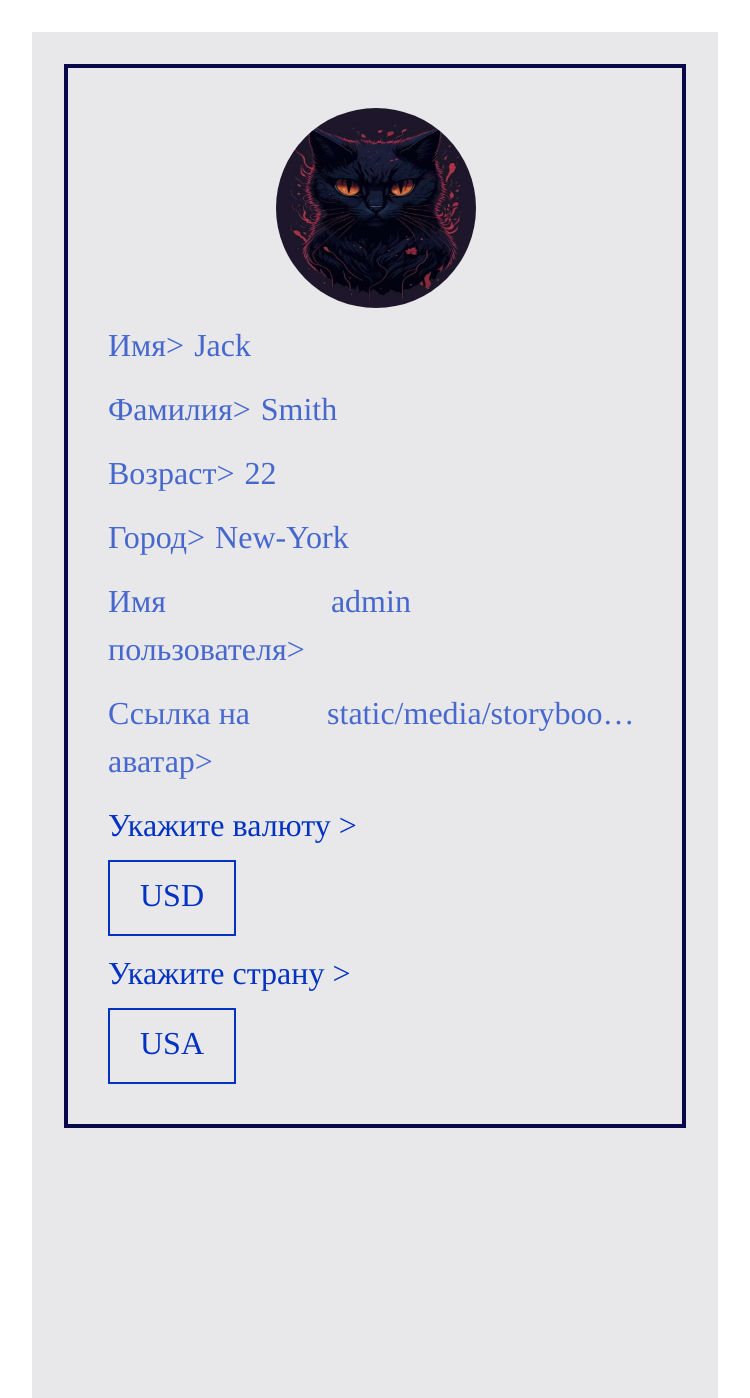 Имя> Jack
Фамилия> Smith
Возраст> 22
Город> New-York
Имя пользователя> admin
Ссылка на аватар> static/media/storyboo…
Укажите валюту >
USD
Укажите страну >
USA